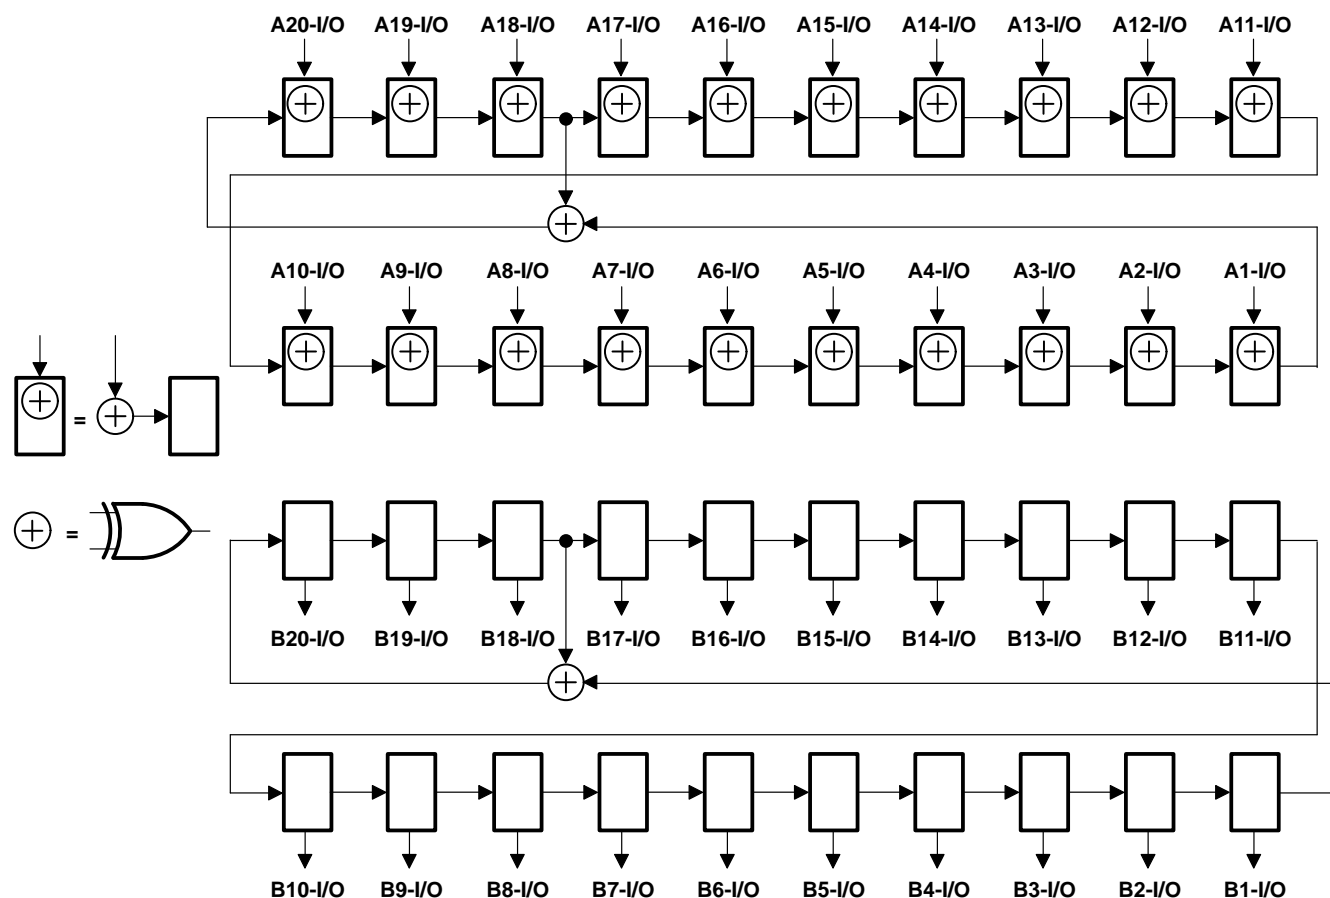 A20-I/O A19-I/O A18-I/O A17-I/O A16-I/O A15-I/O A14-I/O A13-I/O A12-I/O A11-I/O
A10-I/O A9-I/O A8-I/O A7-I/O A6-I/O A5-I/O A4-I/O A3-I/O A2-I/O A1-I/O
=
=
B20-I/O B19-I/O B18-I/O B17-I/O B16-I/O B15-I/O B14-I/O B13-I/O B12-I/O B11-I/O
B10-I/O B9-I/O B8-I/O B7-I/O B6-I/O B5-I/O B4-I/O B3-I/O B2-I/O B1-I/O